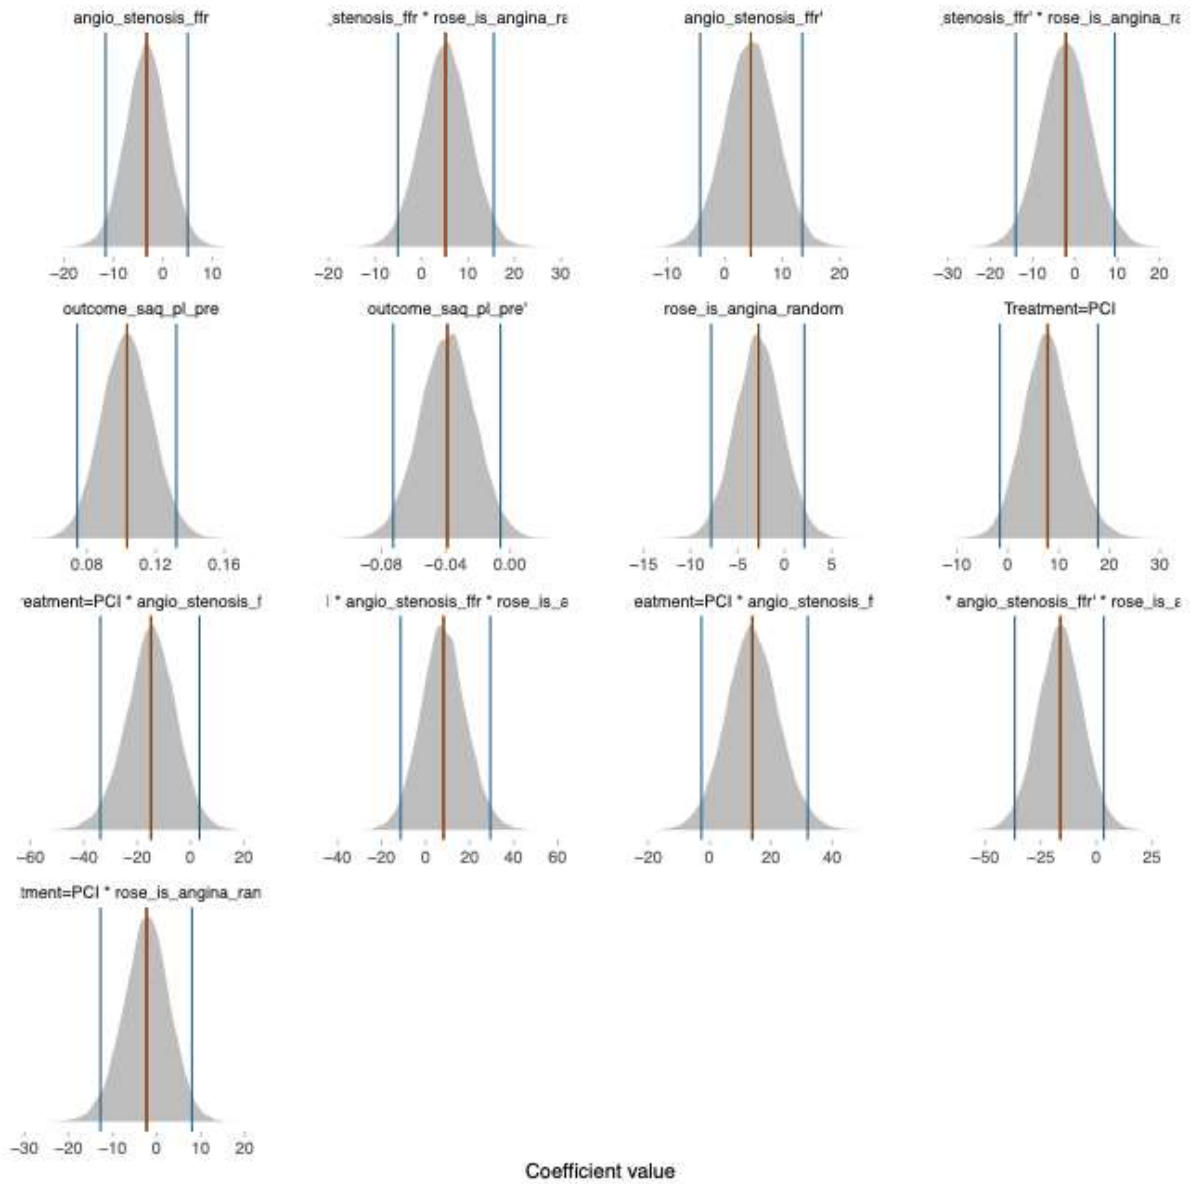 angio_stenosis_ffr
_stenosis_ffr * rose_is_angina_ra
angio_stenosis_ffr'
_stenosis_ffr' * rose_is_angina_ra
−20 −10 0 10
−20 −10 0 10 20 30
−10 0 10 20
−30 −20 −10 0 10 20
outcome_saq_pl_pre
outcome_saq_pl_pre'
rose_is_angina_random
Treatment=PCI
0.08 0.12 0.16
−0.08 −0.04 0.00
−15 −10 −5 0 5
−10 0 10 20 30
eatment=PCI * angio_stenosis_f
I * angio_stenosis_ffr * rose_is_a
eatment=PCI * angio_stenosis_f
* angio_stenosis_ffr' * rose_is_a
−60 −40 −20 0 20
−40 −20 0 20 40 60
−20 0 20 40
−50 −25 0 25
tment=PCI * rose_is_angina_ran
−30 −20 −10 0 10 20
Coefficient value